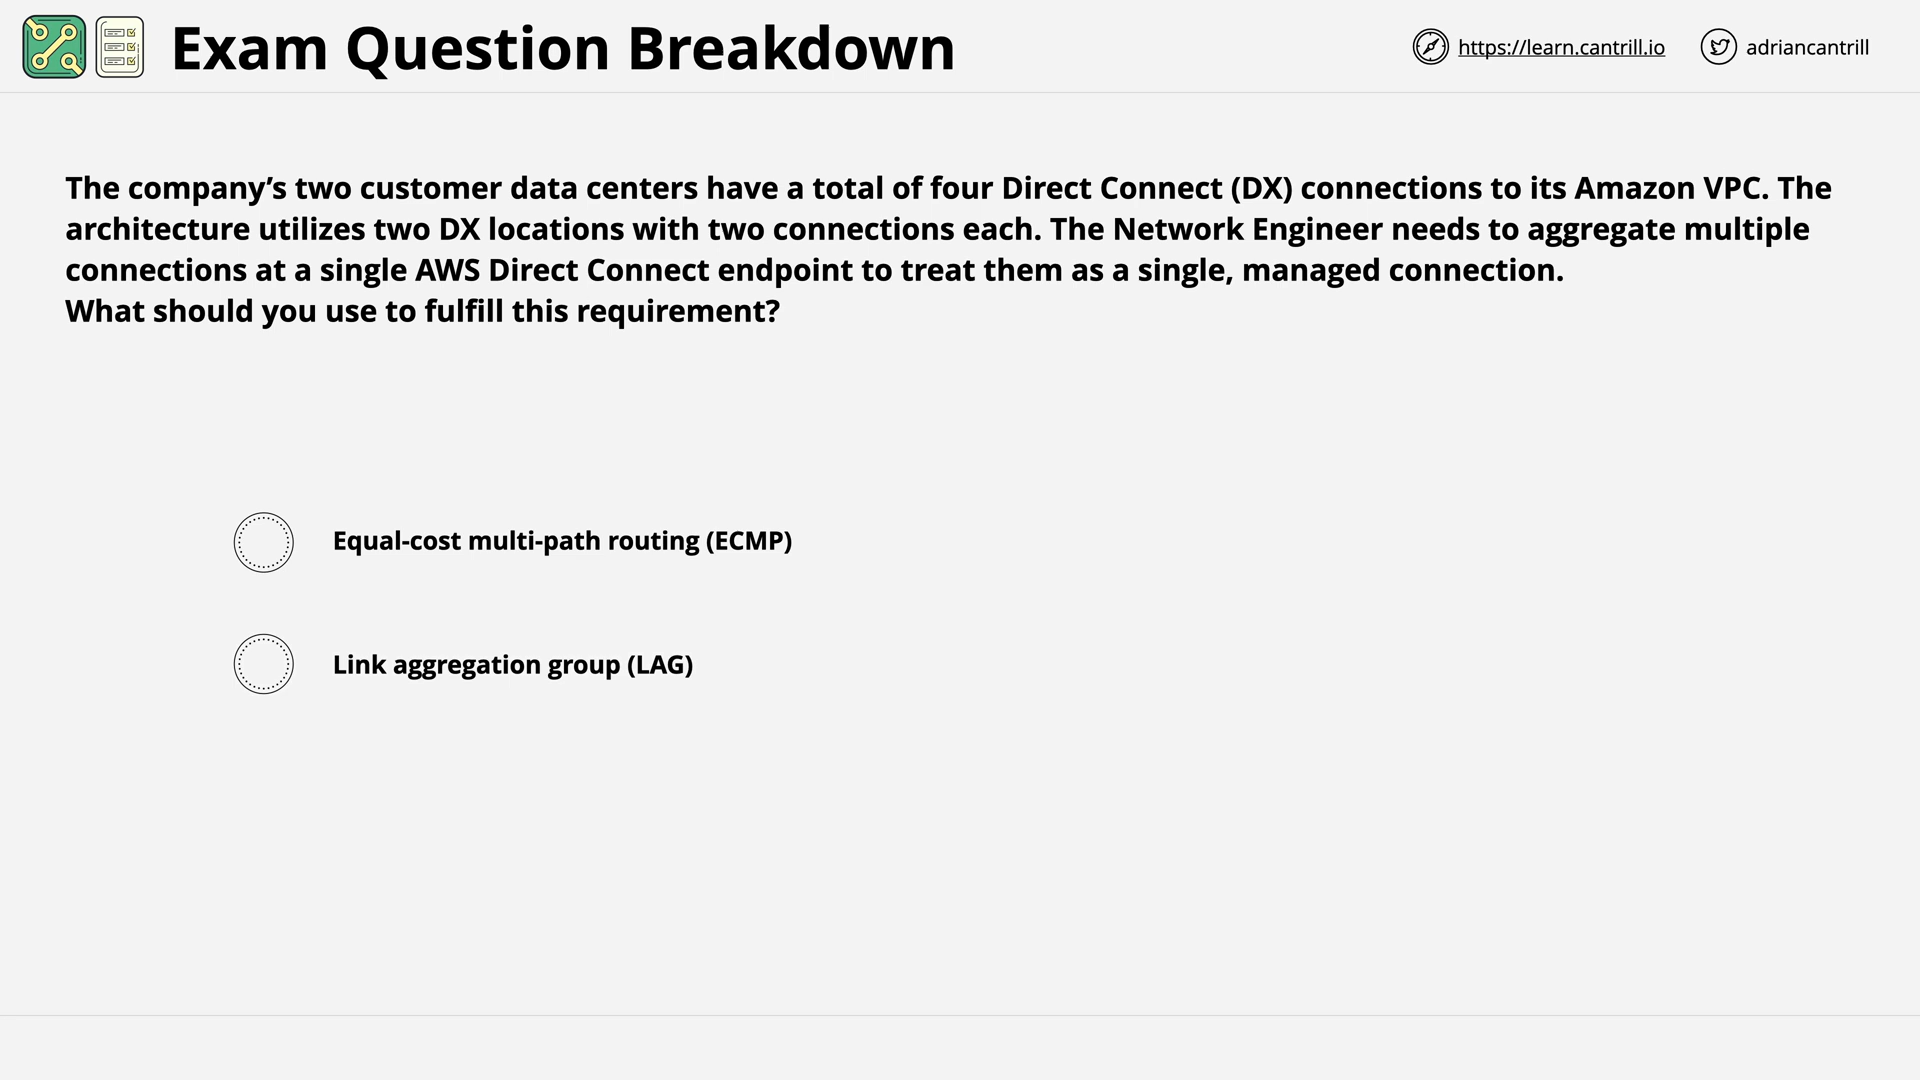 Exam Question Breakdown
https://learn.cantrill.io
adriancantrill
The company’s two customer data centers have a total of four Direct Connect (DX) connections to its Amazon VPC. The
architecture utilizes two DX locations with two connections each. The Network Engineer needs to aggregate multiple
connections at a single AWS Direct Connect endpoint to treat them as a single, managed connection.
What should you use to fulfill this requirement?
Equal-cost multi-path routing (ECMP)
Link aggregation group (LAG)